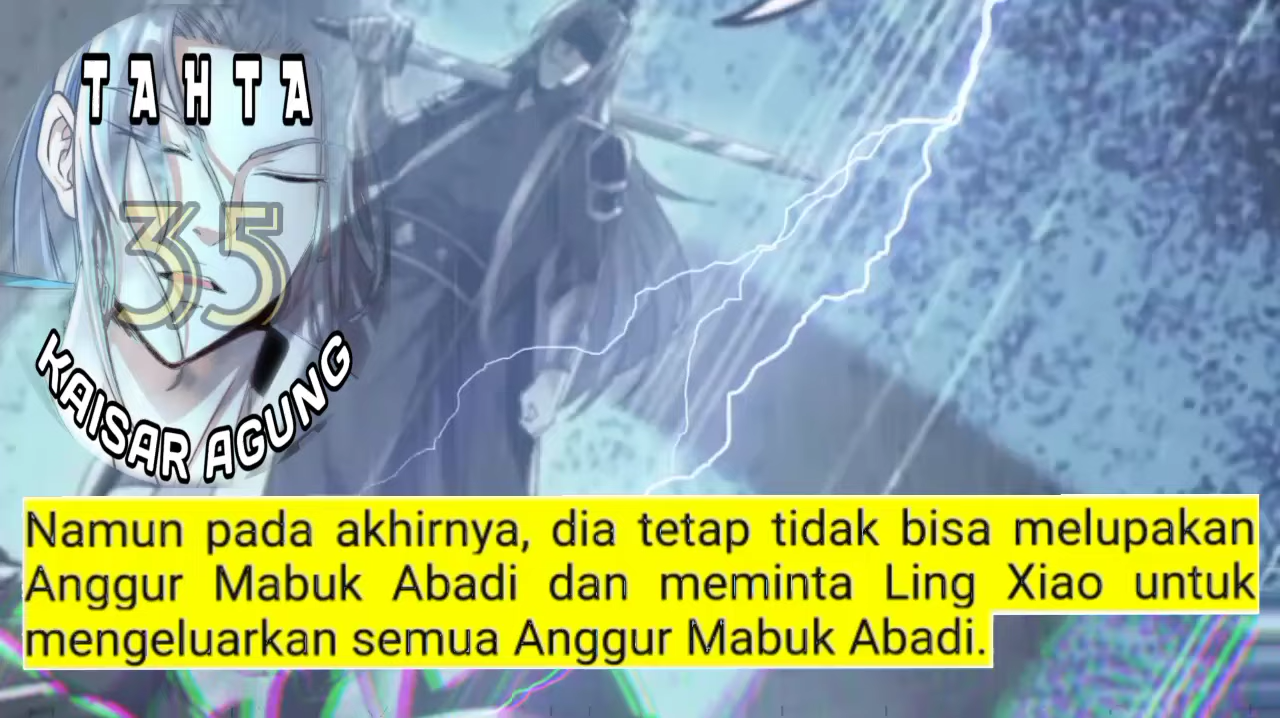 TAHTA
35
KAISAR AGUNG
Namun pada akhirnya, dia tetap tidak bisa melupakan
Anggur Mabuk Abadi dan meminta Ling Xiao untuk
mengeluarkan semua Anggur Mabuk Abadi.